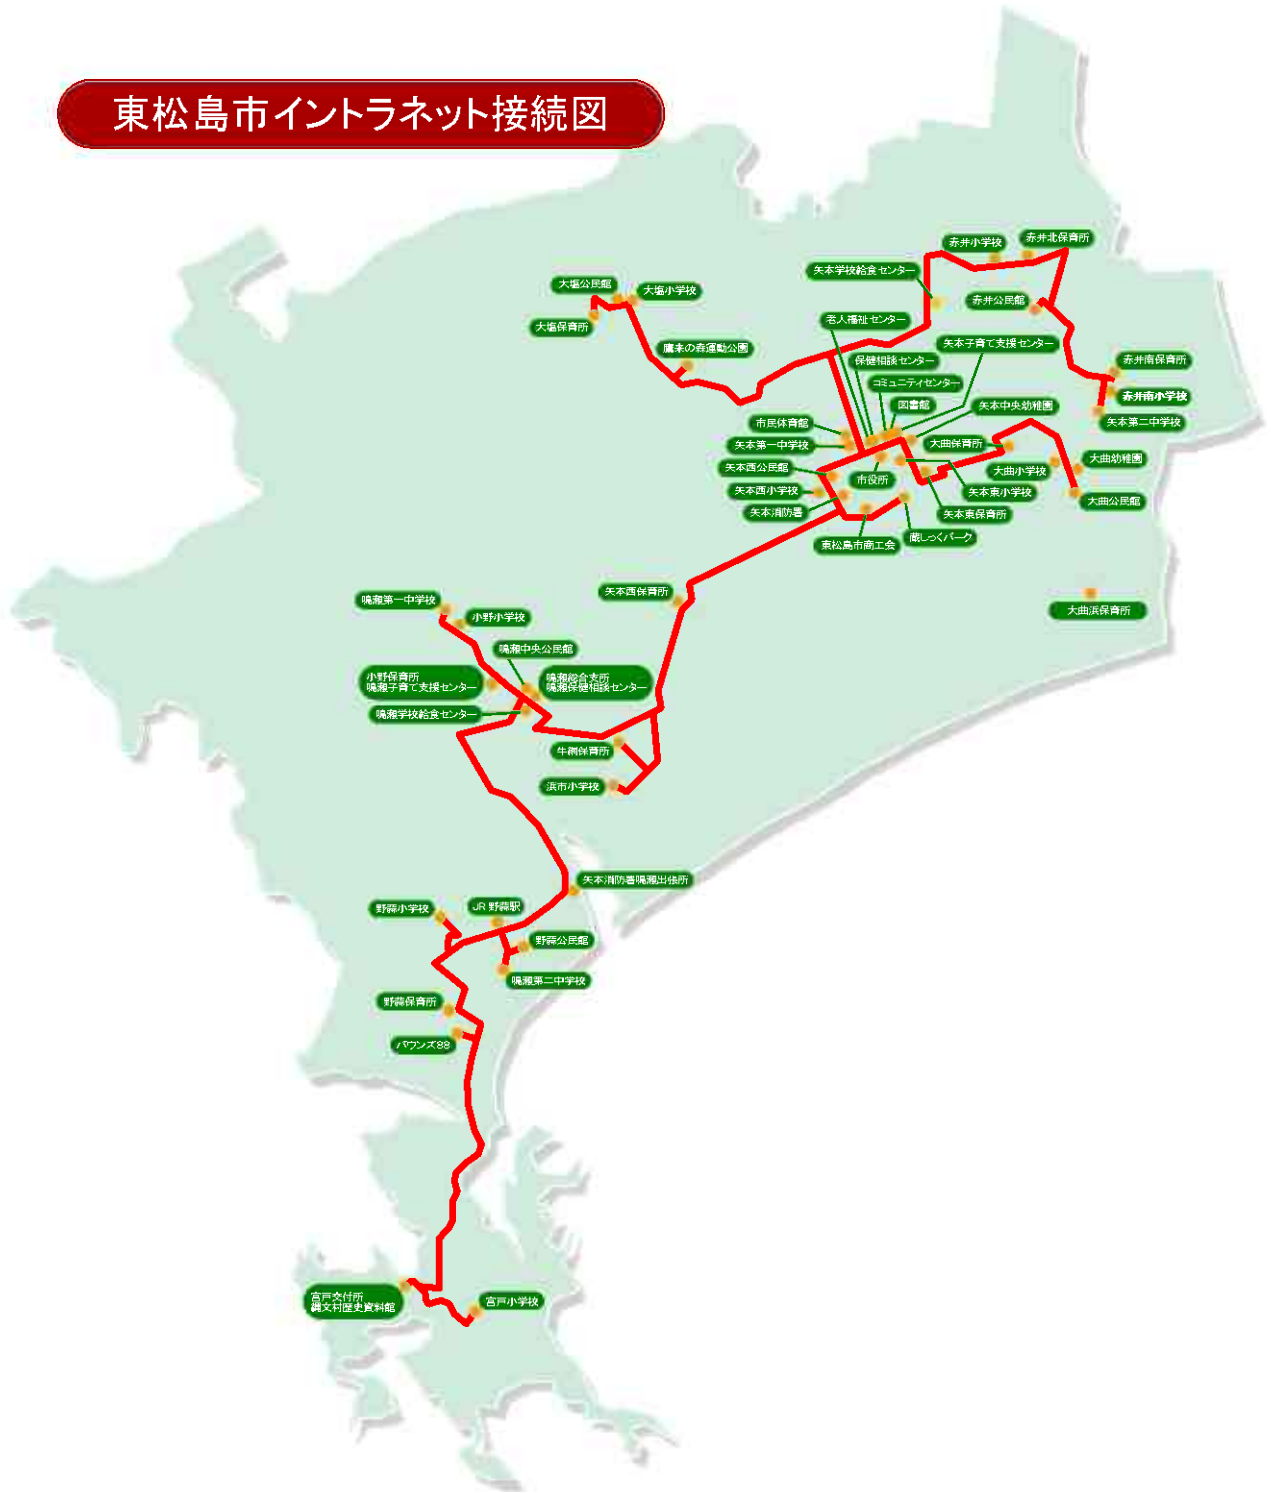 東松島市イントラネット接続図
赤井小学校
赤井北保育所
矢本学校給食センター
大塩公民館
大塩小学校
赤井公民館
大塩保育所
老人福祉センター
鷹来の森運動公園
保健相談センター
矢本子育て支援センター
赤井南保育所
コミュニティセンター
赤井南小学校
図書館
矢本中央幼稚園
市民体育館
矢本第二中学校
矢本第一中学校
大曲保育所
矢本西公民館
大曲小学校
大曲幼稚園
市役所
矢本西小学校
矢本東小学校
大曲公民館
矢本消防署
矢本東保育所
東松島市商工会
蔵しっくパーク
矢本西保育所
鳴瀬第一中学校
大曲浜保育所
小野小学校
鳴瀬中央公民館
小野保育所
鳴瀬子育て支援センター
鳴瀬総合支所
鳴瀬保健相談センター
鳴瀬学校給食センター
牛網保育所
浜市小学校
矢本消防署鳴瀬出張所
野蒜小学校
JR 野蒜駅
野蒜公民館
鳴瀬第二中学校
野蒜保育所
パウンズ88
宮戸交付所
縄文村歴史資料館
宮戸小学校